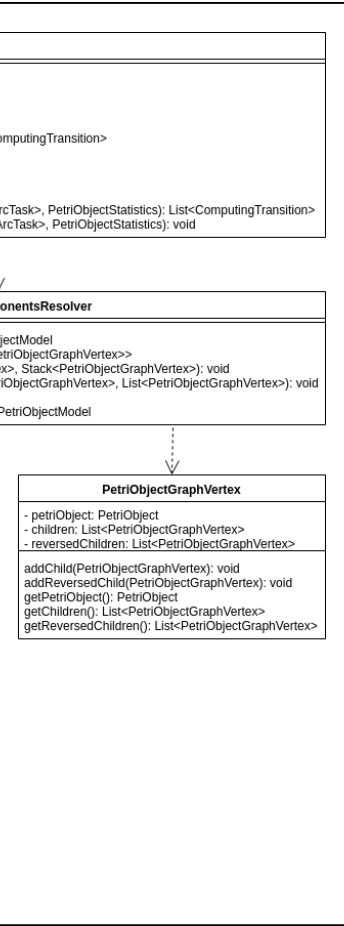 omputingTransition>
rcTask>, PetriObjectStatistics): List<ComputingTransition>
ArcTask>, PetriObjectStatistics): void
onentsResolver
jectModel
etriObjectGraphVertex>>
ex>, Stack<PetriObjectGraphVertex>): void
riObjectGraphVertex>, List<PetriObjectGraphVertex>): void
PetriObjectModel
PetriObjectGraphVertex
- petriObject: PetriObject
- children: List<PetriObjectGraphVertex>
- reversedChildren: List<PetriObjectGraphVertex>
addChild(PetriObjectGraphVertex): void
addReversedChild(PetriObjectGraphVertex): void
getPetriObject(): PetriObject
getChildren(): List<PetriObjectGraphVertex>
getReversedChildren(): List<PetriObjectGraphVertex>